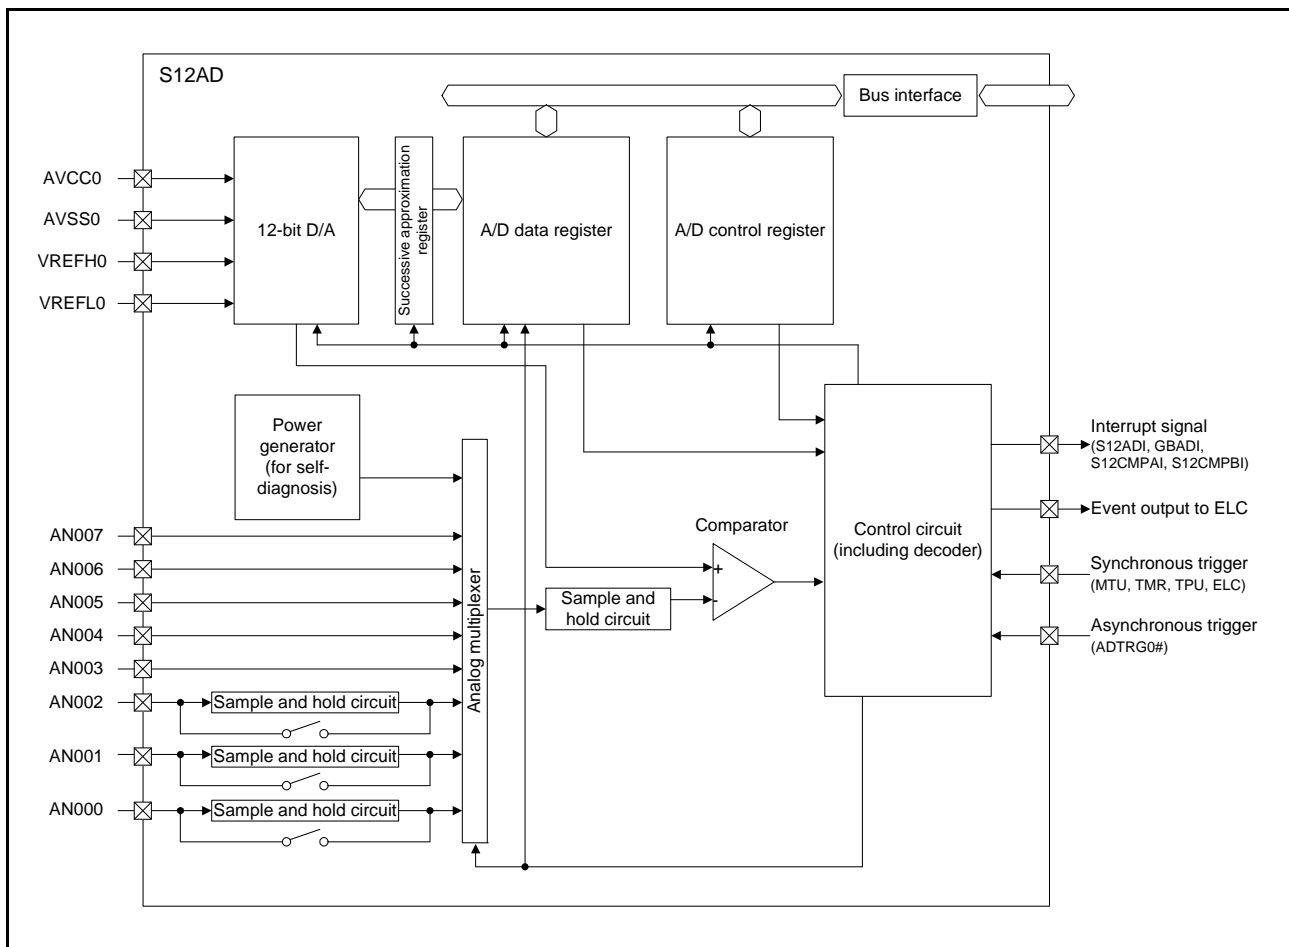 S12AD
Bus interface
AVCC0
AVSS0
VREFH0
VREFL0
12-bit D/A
Successive approximation
register
A/D data register
A/D control register
Power
generator
(for self-
diagnosis)
Analog multiplexer
AN007
AN006
AN005
AN004
AN003
AN002
Sample and hold circuit
AN001
Sample and hold circuit
AN000
Sample and hold circuit
Sample and
hold circuit
Comparator
+
-
Control circuit
(including decoder)
Interrupt signal
(S12ADI, GBADI,
S12CMPAI, S12CMPBI)
Event output to ELC
Synchronous trigger
(MTU, TMR, TPU, ELC)
Asynchronous trigger
(ADTRG0#)